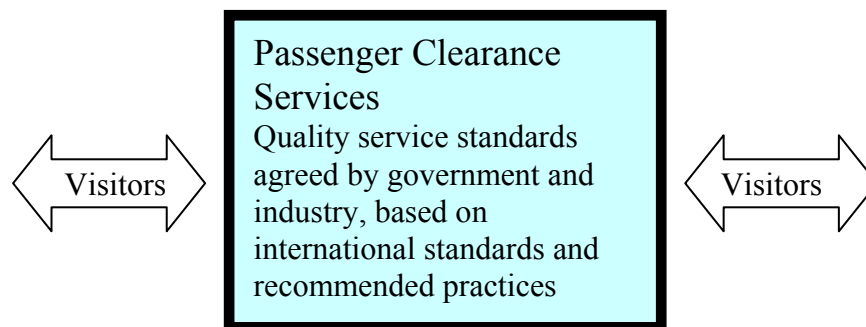 Passenger Clearance
Services
Quality service standards
agreed by government and
industry, based on
international standards and
recommended practices
Visitors
Visitors